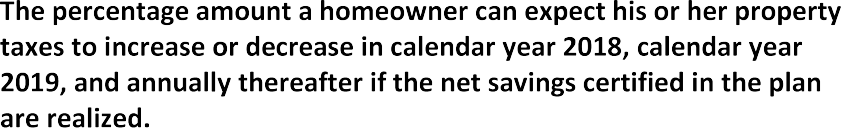 The percentage amount a homeowner can expect his or her property
taxes to increase or decrease in calendar year 2018, calendar year
2019, and annually thereafter if the net savings certified in the plan
are realized.